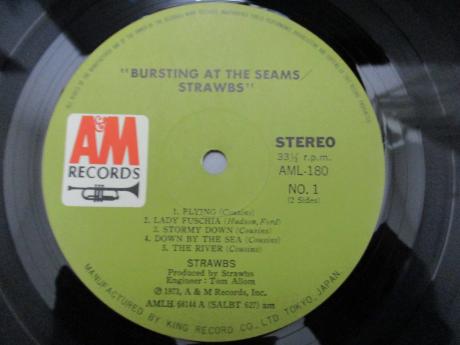 "BURSTING AT THE SEAMS/
STRAWBS"
A&M
RECORDS
STEREO
33⅓ r.p.m.
AML-180
NO. 1
(2 Sides)
1. FLYING (Cousins)
2. LADY FUSCHIA (Hudson, Ford)
3. STORMY DOWN (Cousins)
4. DOWN BY THE SEA (Cousins)
5. THE RIVER (Cousins)
STRAWBS
Produced by Strawbs
Engineer: Tom Allom
℗ 1973, A & M Records, Inc.
AMLH 68144 A (SALBT 627) am
MANUFACTURED BY KING RECORD CO., LTD TOKYO, JAPAN